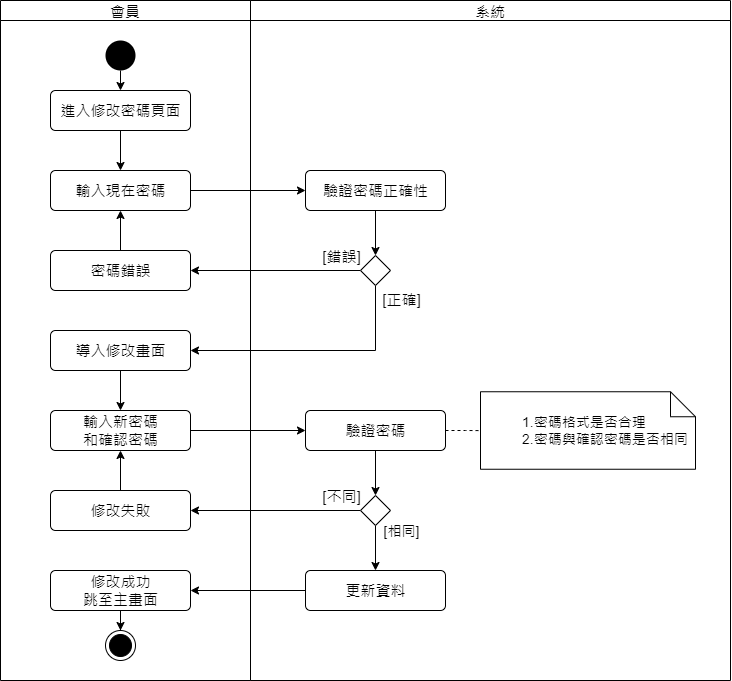 會員
系統
進入修改密碼頁面
輸入現在密碼
驗證密碼正確性
[錯誤]
密碼錯誤
[正確]
導入修改畫面
輸入新密碼
和確認密碼
驗證密碼
1.密碼格式是否合理
2.密碼與確認密碼是否相同
[不同]
修改失敗
[相同]
修改成功
跳至主畫面
更新資料